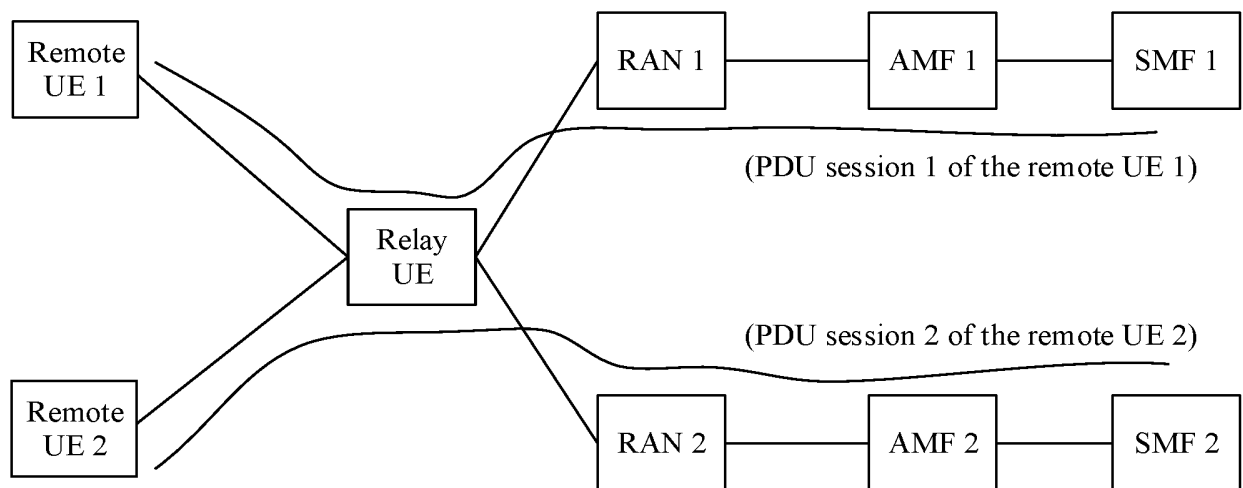 Remote
UE 1
RAN 1
AMF 1
SMF 1
(PDU session 1 of the remote UE 1)
Relay
UE
(PDU session 2 of the remote UE 2)
Remote
UE 2
RAN 2
AMF 2
SMF 2